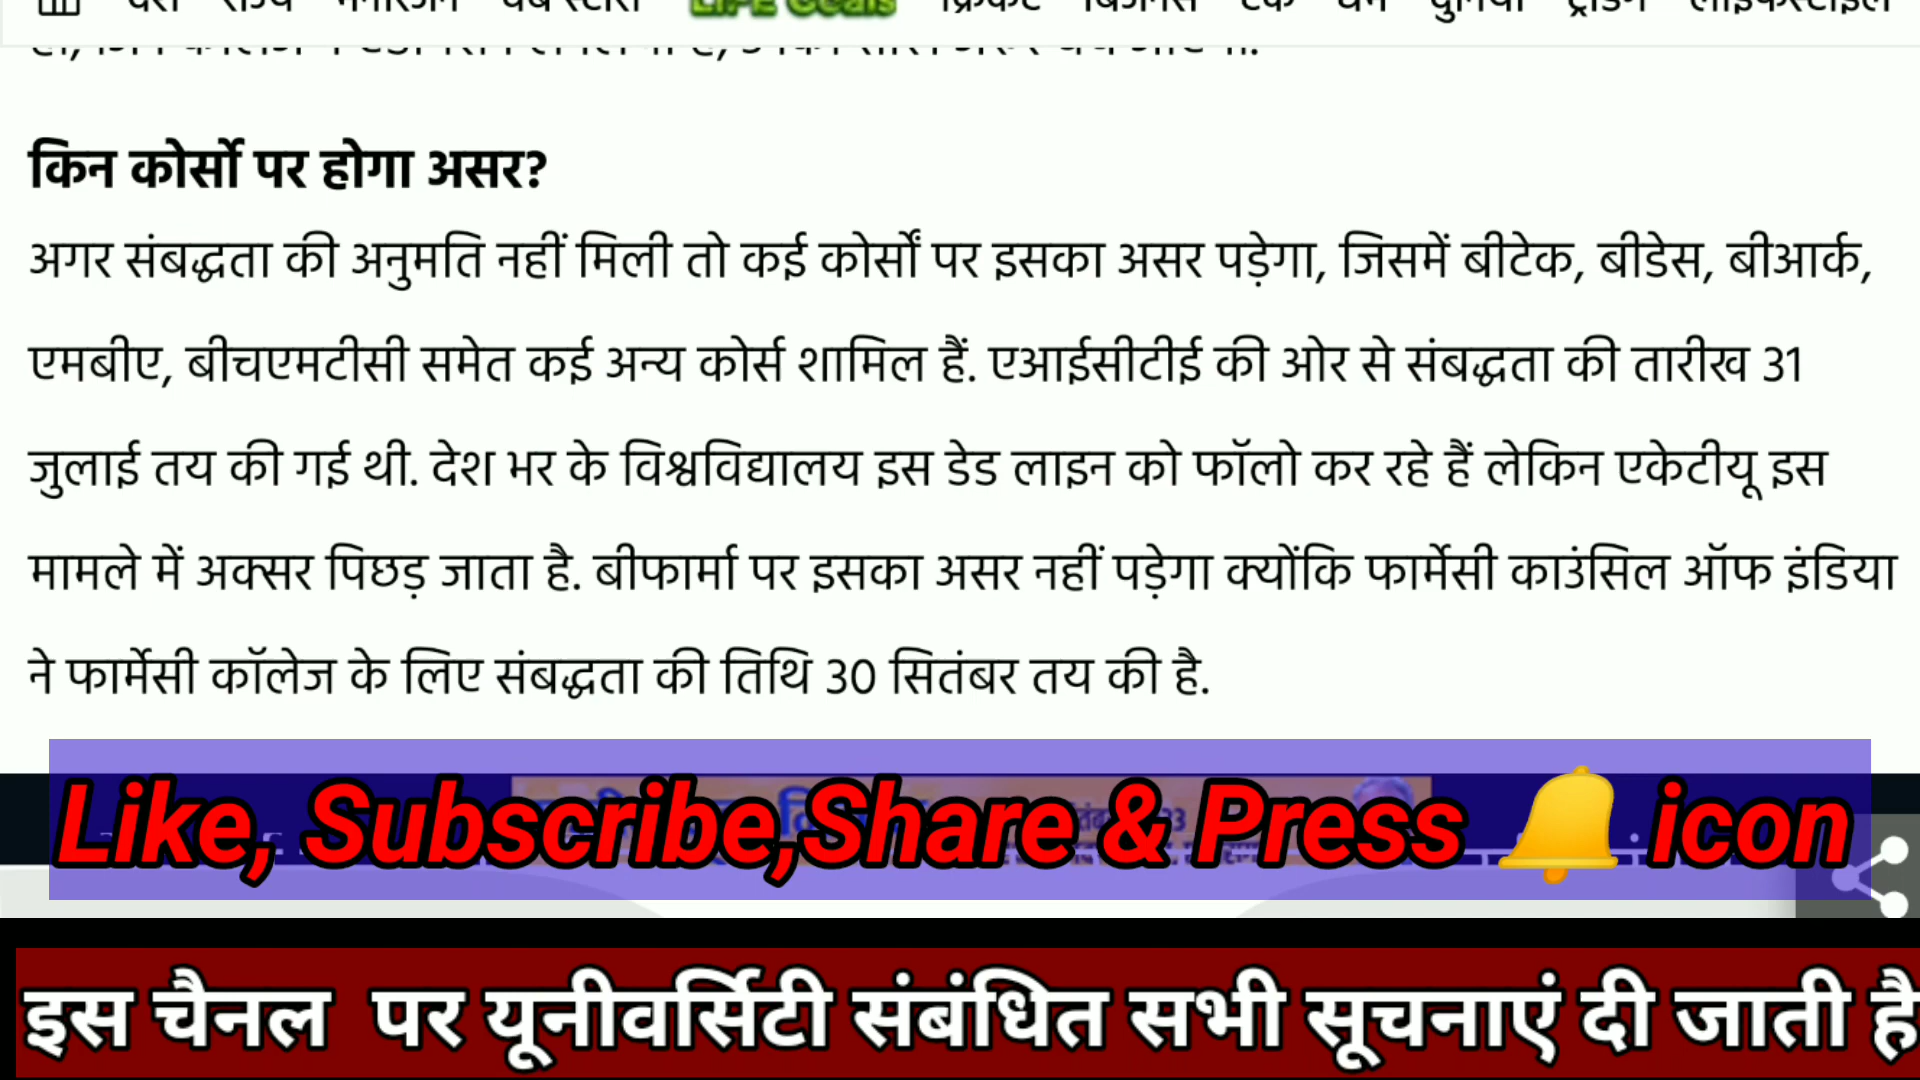 LIFE Goals
किन कोर्सो पर होगा असर?
अगर संबद्धता की अनुमति नहीं मिली तो कई कोर्सों पर इसका असर पड़ेगा, जिसमें बीटेक, बीडेस, बीआर्क,
एमबीए, बीचएमटीसी समेत कई अन्य कोर्स शामिल हैं. एआईसीटीई की ओर से संबद्धता की तारीख 31
जुलाई तय की गई थी. देश भर के विश्वविद्यालय इस डेड लाइन को फॉलो कर रहे हैं लेकिन एकेटीयू इस
मामले में अक्सर पिछड़ जाता है. बीफार्मा पर इसका असर नहीं पड़ेगा क्योंकि फार्मेसी काउंसिल ऑफ इंडिया
ने फार्मेसी कॉलेज के लिए संबद्धता की तिथि 30 सितंबर तय की है.
Like, Subscribe,Share & Press 🔔 icon
इस चैनल पर यूनीवर्सिटी संबंधित सभी सूचनाएं दी जाती है